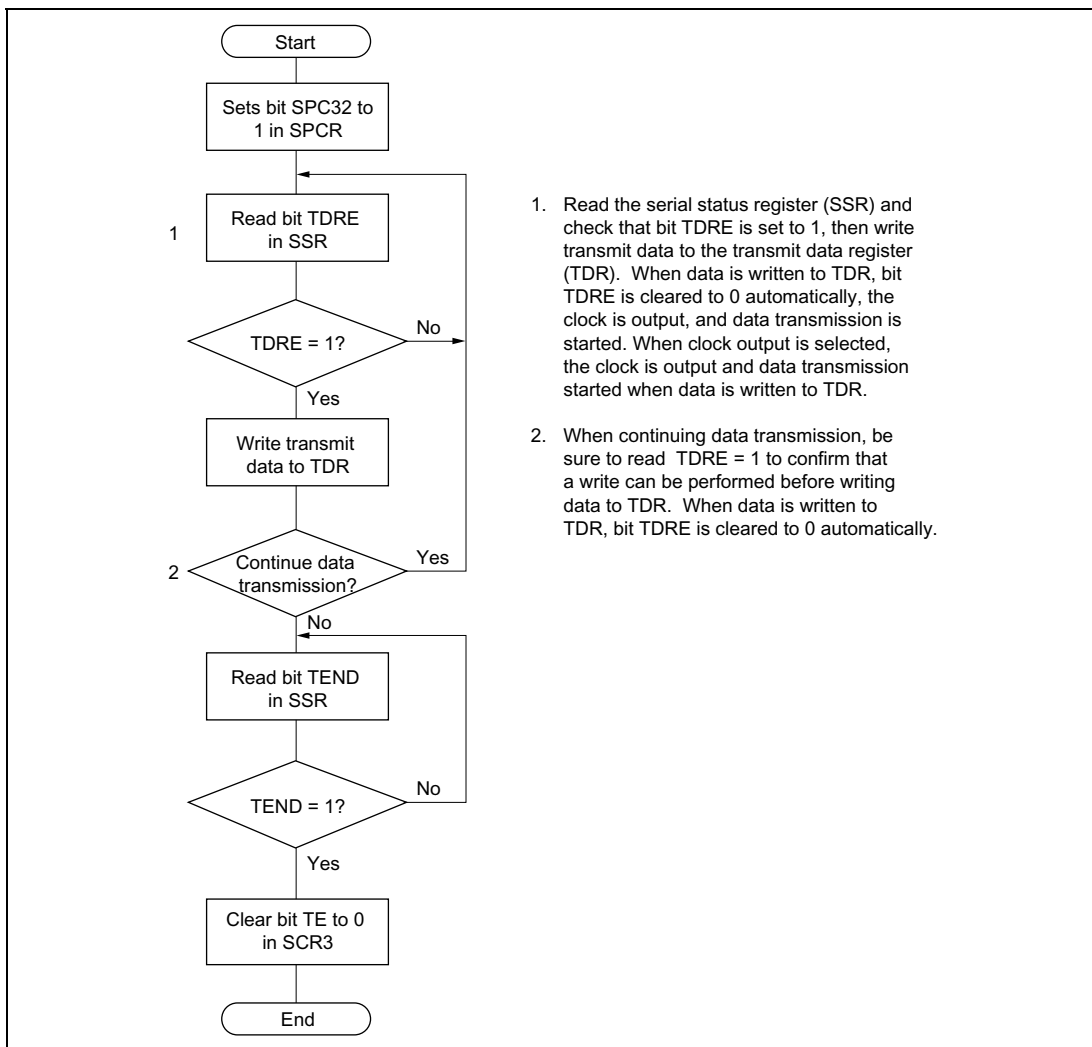 Start
Sets bit SPC32 to
1 in SPCR
1
Read bit TDRE
in SSR
TDRE = 1?
No
Yes
Write transmit
data to TDR
2
Continue data
transmission?
Yes
No
Read bit TEND
in SSR
TEND = 1?
No
Yes
Clear bit TE to 0
in SCR3
End
1. Read the serial status register (SSR) and
check that bit TDRE is set to 1, then write
transmit data to the transmit data register
(TDR). When data is written to TDR, bit
TDRE is cleared to 0 automatically, the
clock is output, and data transmission is
started. When clock output is selected,
the clock is output and data transmission
started when data is written to TDR.
2. When continuing data transmission, be
sure to read TDRE = 1 to confirm that
a write can be performed before writing
data to TDR. When data is written to
TDR, bit TDRE is cleared to 0 automatically.